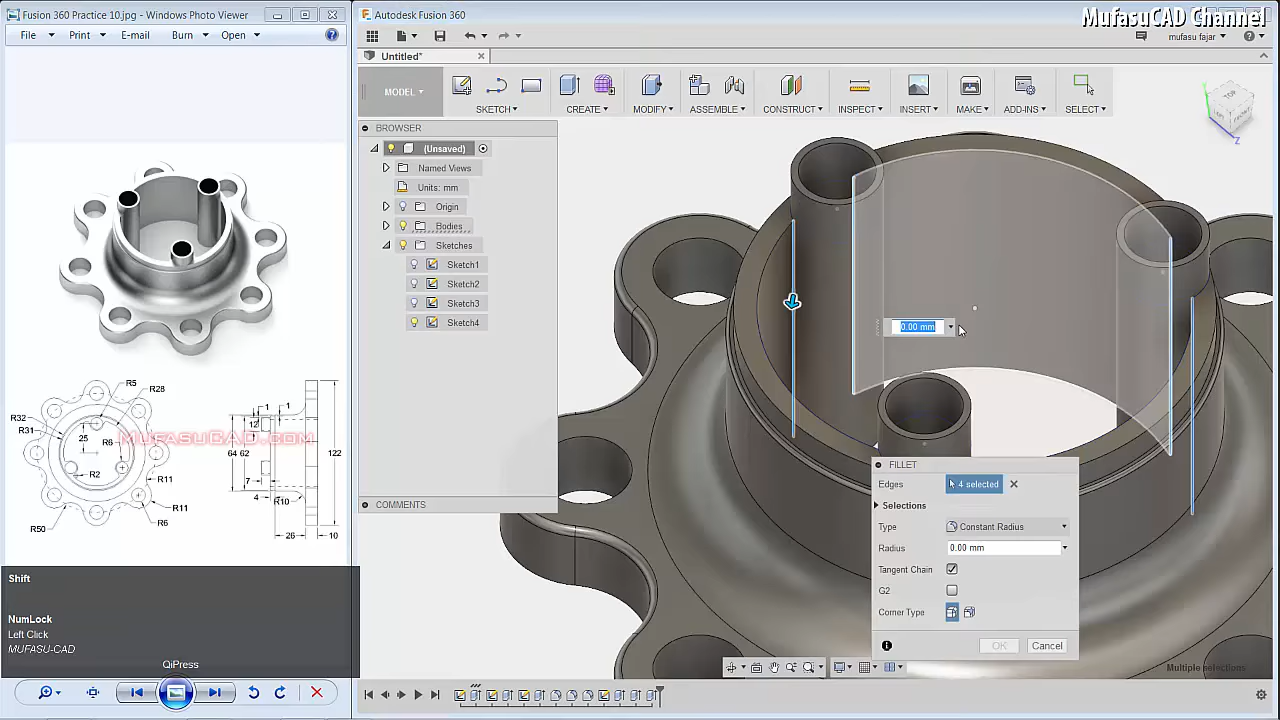 Fusion 360 Practice 10.jpg - Windows Photo Viewer
File Print E-mail Burn Open
R5
R28
R32
R31
25
R6
R2
R11
R11
R6
R50
1
1
12
64
62
122
7
4
R10
26
10
MUFASUCAD.COM
Shift
NumLock
Left Click
MUFASU-CAD
QiPress
Autodesk Fusion 360
MufasuCAD Channel
mufasu fajar
Untitled*
MODEL
SKETCH CREATE MODIFY ASSEMBLE CONSTRUCT INSPECT INSERT MAKE ADD-INS SELECT
BROWSER
(Unsaved)
Named Views
Units: mm
Origin
Bodies
Sketches
Sketch1
Sketch2
Sketch3
Sketch4
COMMENTS
TOP
Z
0.00 mm
FILLET
Edges 4 selected
Selections
Type Constant Radius
Radius 0.00 mm
Tangent Chain
G2
Corner Type
OK Cancel
Multiple selections